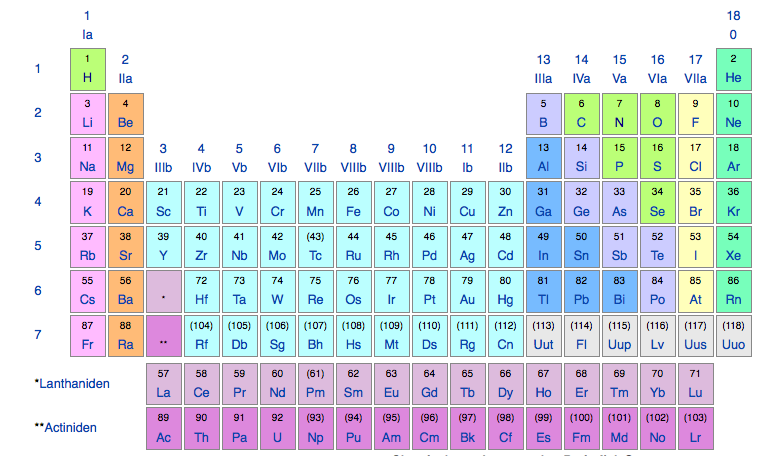 1 18
Ia 0
1 2 13 14 15 16 17 2
1 H IIa IIIa IVa Va VIa VIIa He
3 4 5 6 7 8 9 10
2 Li Be B C N O F Ne
11 12 3 4 5 6 7 8 9 10 11 12 13 14 15 16 17 18
3 Na Mg IIIb IVb Vb VIb VIIb VIIIb VIIIb VIIIb Ib IIb Al Si P S Cl Ar
19 20 21 22 23 24 25 26 27 28 29 30 31 32 33 34 35 36
4 K Ca Sc Ti V Cr Mn Fe Co Ni Cu Zn Ga Ge As Se Br Kr
37 38 39 40 41 42 (43) 44 45 46 47 48 49 50 51 52 53 54
5 Rb Sr Y Zr Nb Mo Tc Ru Rh Pd Ag Cd In Sn Sb Te I Xe
55 56 72 73 74 75 76 77 78 79 80 81 82 83 84 85 86
6 Cs Ba * Hf Ta W Re Os Ir Pt Au Hg Tl Pb Bi Po At Rn
87 88 (104) (105) (106) (107) (108) (109) (110) (111) (112) (113) (114) (115) (116) (117) (118)
7 Fr Ra ** Rf Db Sg Bh Hs Mt Ds Rg Cn Uut Fl Uup Lv Uus Uuo
57 58 59 60 (61) 62 63 64 65 66 67 68 69 70 71
*Lanthaniden La Ce Pr Nd Pm Sm Eu Gd Tb Dy Ho Er Tm Yb Lu
89 90 91 92 (93) (94) (95) (96) (97) (98) (99) (100) (101) (102) (103)
**Actiniden Ac Th Pa U Np Pu Am Cm Bk Cf Es Fm Md No Lr